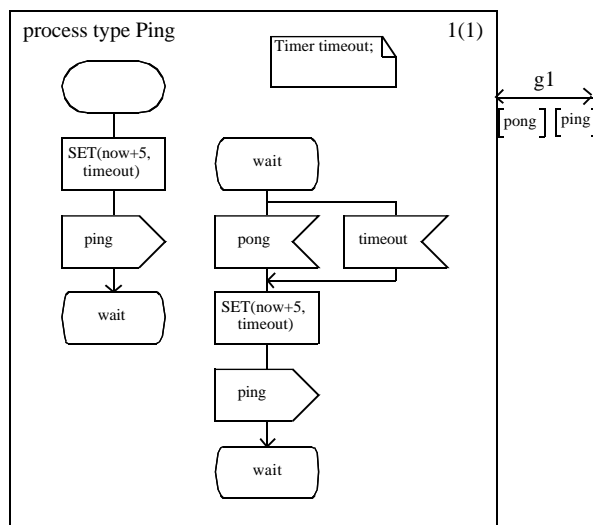 process type Ping
1(1)
Timer timeout;
g1
[pong] [ping]
SET(now+5,
timeout)
ping
wait
wait
pong
timeout
SET(now+5,
timeout)
ping
wait